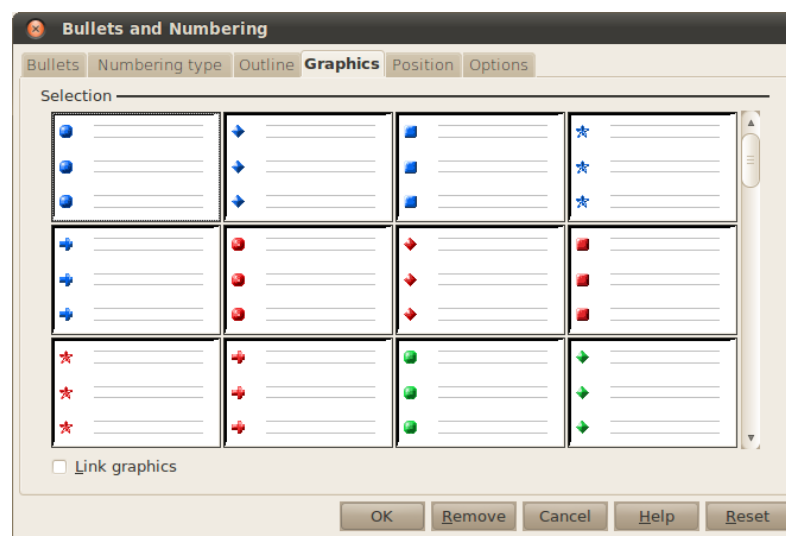 Bullets and Numbering
Bullets Numbering type Outline Graphics Position Options
Selection
Link graphics
OK Remove Cancel Help Reset